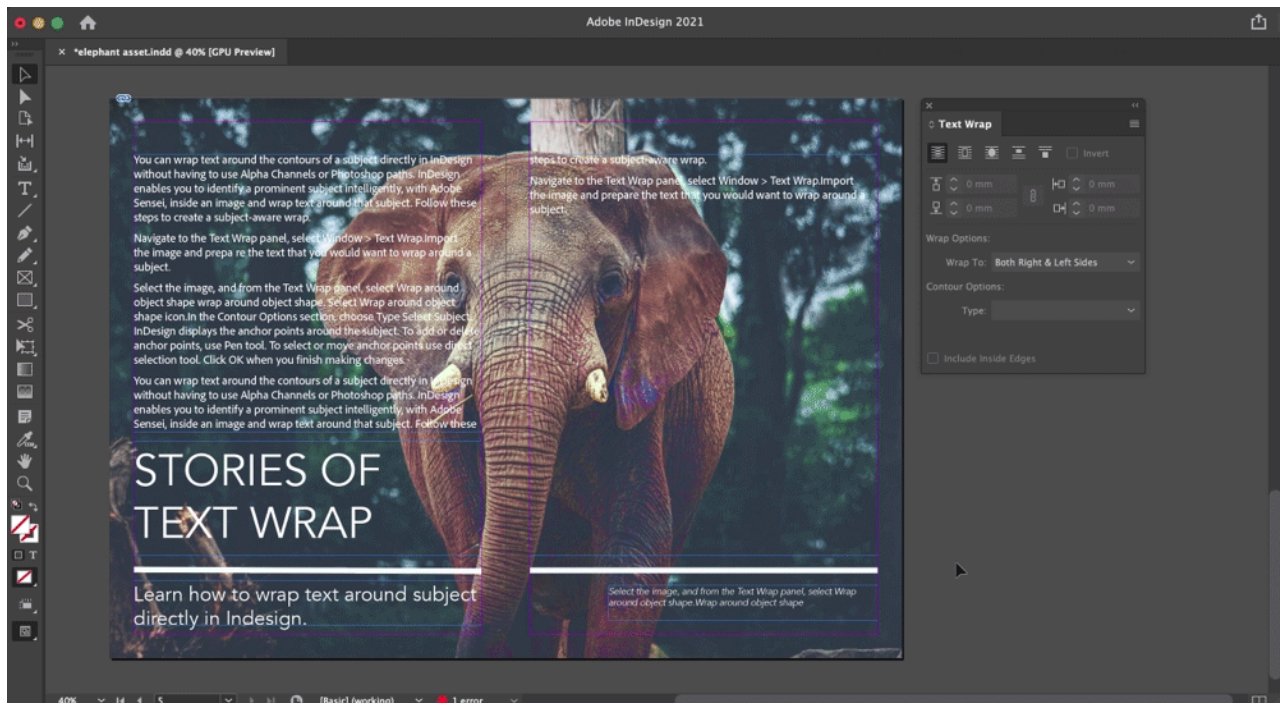 Adobe InDesign 2021
× *elephant asset.indd @ 40% [GPU Preview]
You can wrap text around the contours of a subject directly in InDesign
without having to use Alpha Channels or Photoshop paths. InDesign
enables you to identify a prominent subject intelligently, with Adobe
Sensei, inside an image and wrap text around that subject. Follow these
steps to create a subject-aware wrap.
Navigate to the Text Wrap panel, select Window > Text Wrap.Import
the image and prepa re the text that you would want to wrap around a
subject.
Select the image, and from the Text Wrap panel, select Wrap around
object shape wrap around object shape. Select Wrap around object
shape icon.In the Contour Options section, choose Type Select Subject.
InDesign displays the anchor points around the subject. To add or delete
anchor points, use Pen tool. To select or move anchor points use direct
selection tool. Click OK when you finish making changes.
You can wrap text around the contours of a subject directly in InDesign
without having to use Alpha Channels or Photoshop paths. InDesign
enables you to identify a prominent subject intelligently, with Adobe
Sensei, inside an image and wrap text around that subject. Follow these
STORIES OF
TEXT WRAP
Learn how to wrap text around subject
directly in Indesign.
steps to create a subject-aware wrap.
Navigate to the Text Wrap panel, select Window > Text Wrap.Import
the image and prepare the text that you would want to wrap around a
subject.
Select the image, and from the Text Wrap panel, select Wrap
around object shape.Wrap around object shape
Text Wrap
Invert
0 mm 0 mm
0 mm 0 mm
Wrap Options:
Wrap To: Both Right & Left Sides
Contour Options:
Type:
Include Inside Edges
40% 5 [Basic] (working) 1 error